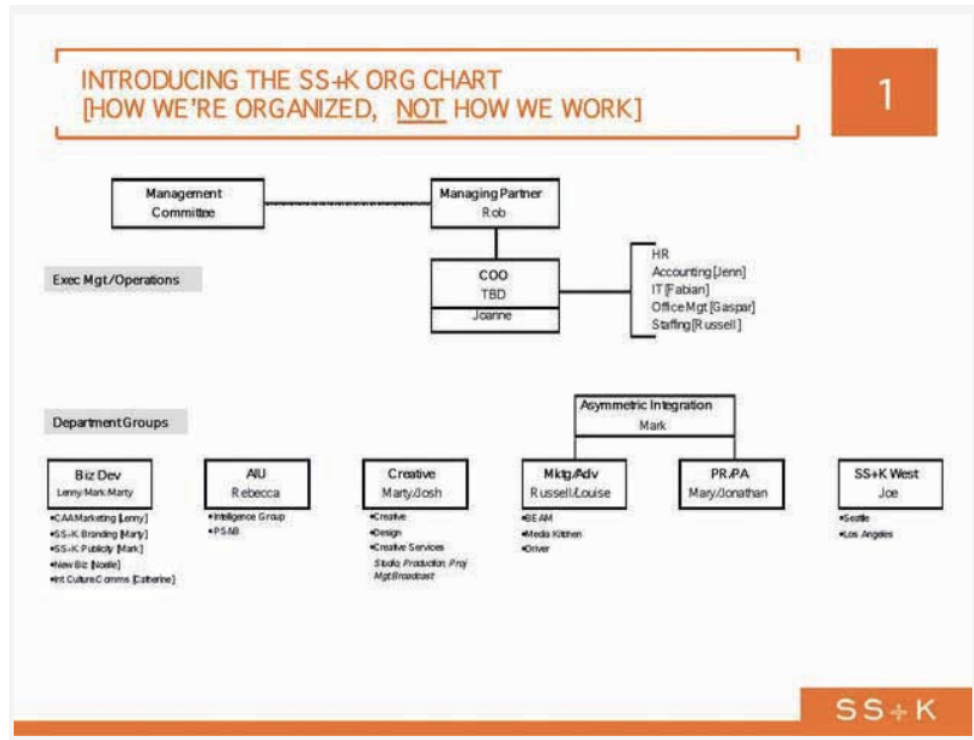 INTRODUCING THE SS+K ORG CHART
[HOW WE'RE ORGANIZED, NOT HOW WE WORK]
1
Management
Committee
Managing Partner
Rob
Exec Mgt/Operations
COO
TBD
Joanne
HR
Accounting [Jenn]
IT [Fabian]
Office Mgt [Gaspar]
Staffing [Russell]
Department Groups
Asymmetric Integration
Mark
Biz Dev
Lenny/Mark/Marty
•CAA Marketing [Lenny]
•SS+K Branding [Marty]
•SS+K Publicity [Mark]
•New Biz [Noelle]
•Int Culture Comms [Catherine]
AIU
Rebecca
•Intelligence Group
•PSAB
Creative
Marty/Josh
•Creative
•Design
•Creative Services
Studio, Production, Proj
Mgt Broadcast
Mktg/Adv
Russell/Louise
•BEAM
•Media Kitchen
•Driver
PR/PA
Mary/Jonathan
SS+K West
Joe
•Seattle
•Los Angeles
SS+K